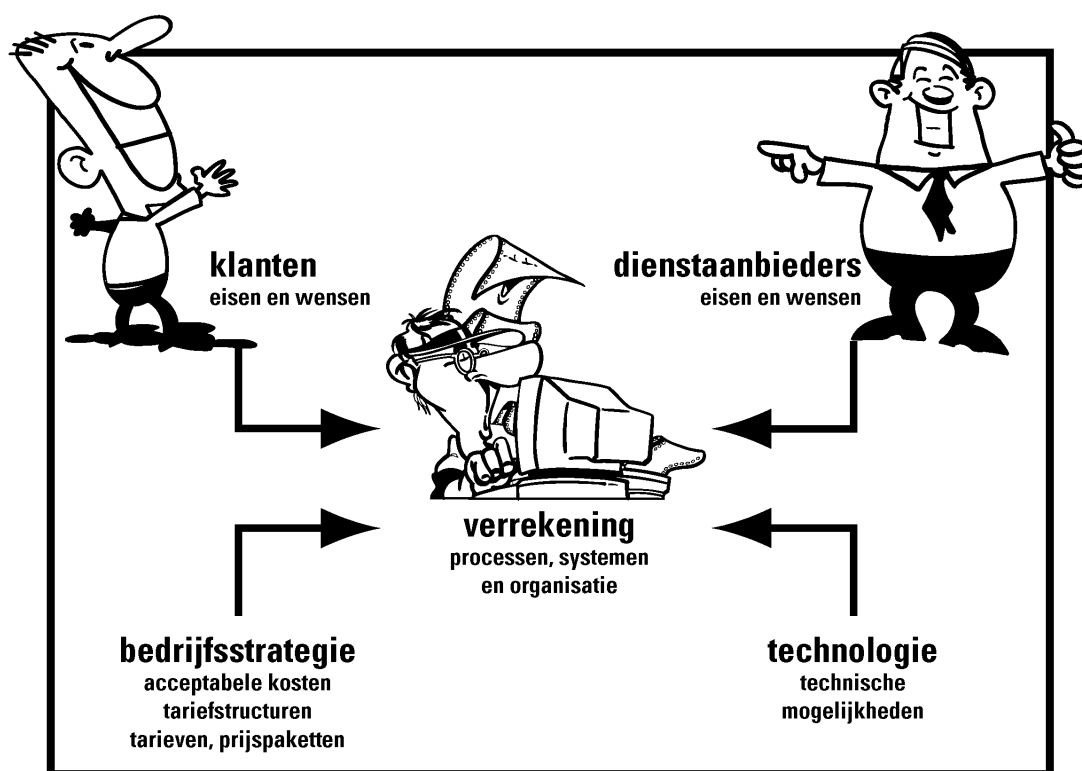 klanten
eisen en wensen
dienstaanbieders
eisen en wensen
verrekening
processen, systemen
en organisatie
bedrijfsstrategie
acceptabele kosten
tariefstructuren
tarieven, prijspaketten
technologie
technische
mogelijkheden